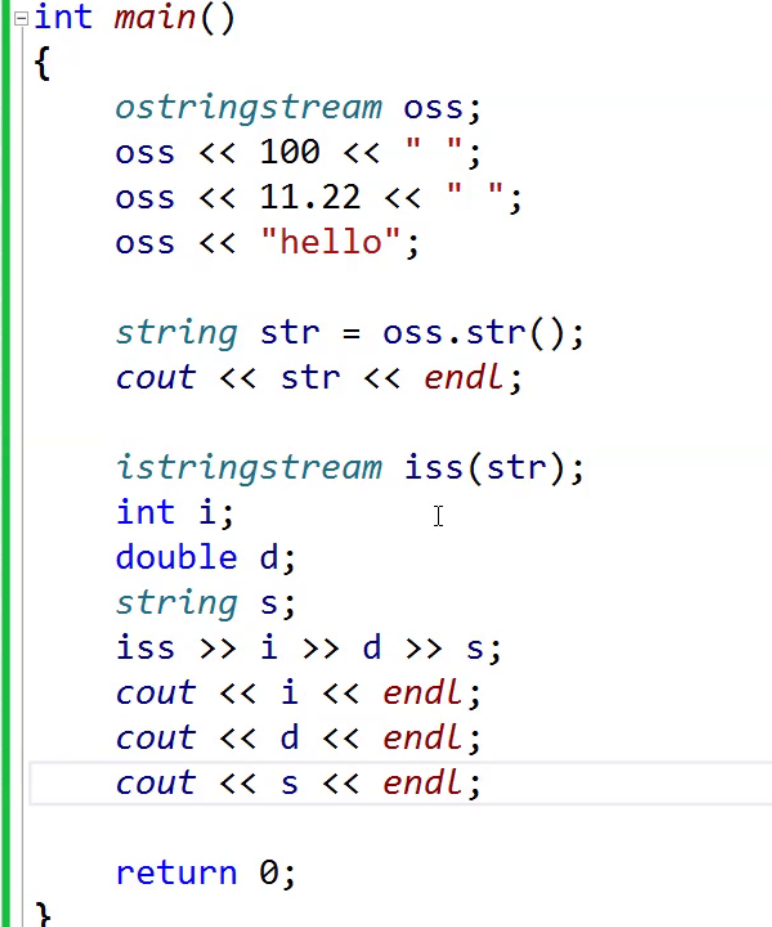 int main()
{
ostringstream oss;
oss << 100 << " ";
oss << 11.22 << " ";
oss << "hello";
string str = oss.str();
cout << str << endl;
istringstream iss(str);
int i;
double d;
string s;
iss >> i >> d >> s;
cout << i << endl;
cout << d << endl;
cout << s << endl;
return 0;
}